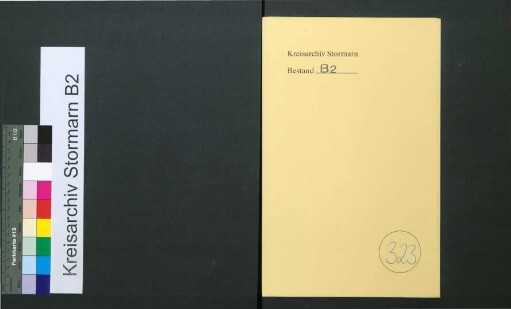 Kreisarchiv Stormarn B2
Kreisarchiv Stormarn
Bestand B2
323